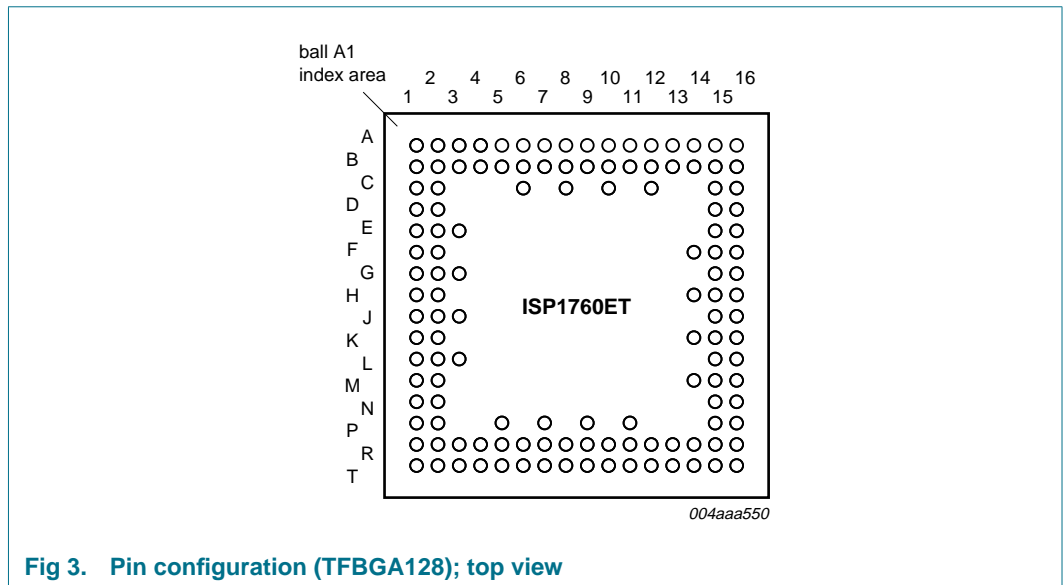 ball A1
index area
2 4 6 8 10 12 14 16
1 3 5 7 9 11 13 15
A
B
C
D
E
F
G
H
J
K
L
M
N
P
R
T
ISP1760ET
004aaa550
Fig 3. Pin configuration (TFBGA128); top view